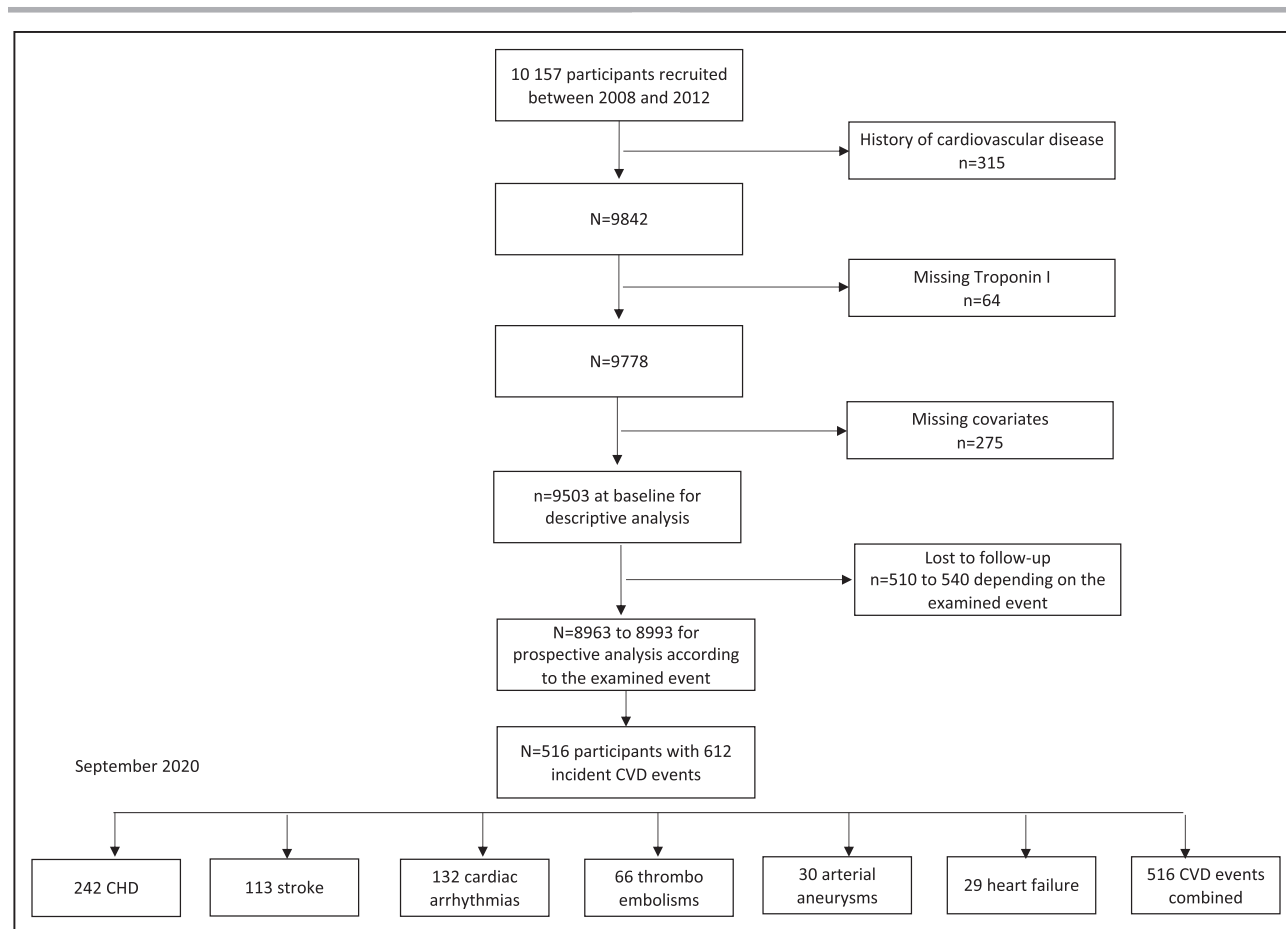 10 157 participants recruited
between 2008 and 2012
History of cardiovascular disease
n=315
N=9842
Missing Troponin I
n=64
N=9778
Missing covariates
n=275
n=9503 at baseline for
descriptive analysis
Lost to follow-up
n=510 to 540 depending on the
examined event
N=8963 to 8993 for
prospective analysis according
to the examined event
N=516 participants with 612
incident CVD events
September 2020
242 CHD
113 stroke
132 cardiac
arrhythmias
66 thrombo
embolisms
30 arterial
aneurysms
29 heart failure
516 CVD events
combined